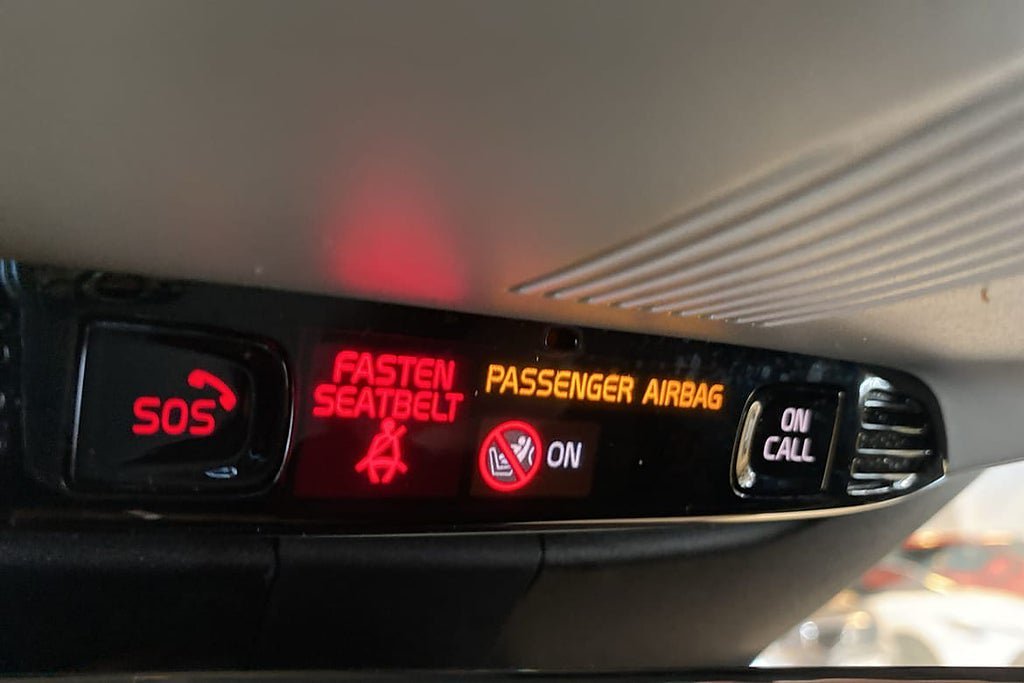 SOS
FASTEN
SEATBELT
PASSENGER AIRBAG
ON
ON
CALL